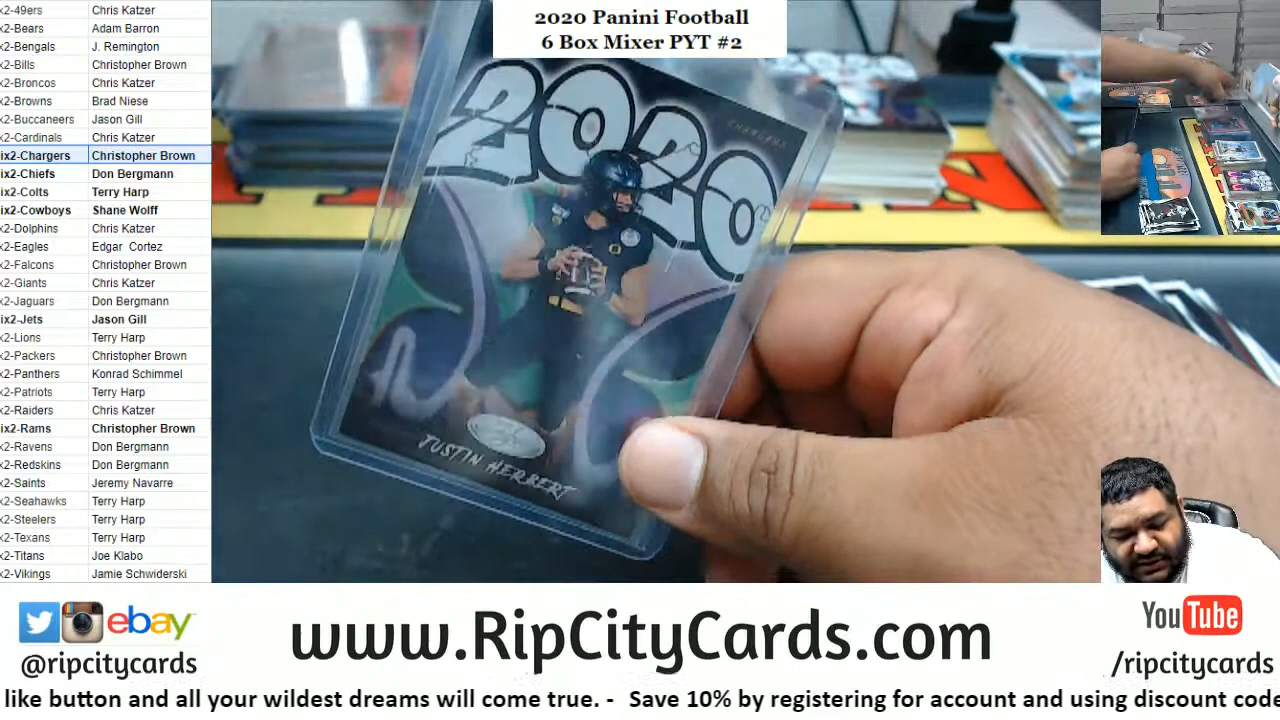 2020 Panini Football
6 Box Mixer PYT #2
x2-49ers Chris Katzer
x2-Bears Adam Barron
x2-Bengals J. Remington
x2-Bills Christopher Brown
x2-Broncos Chris Katzer
x2-Browns Brad Niese
x2-Buccaneers Jason Gill
x2-Cardinals Chris Katzer
ix2-Chargers Christopher Brown
ix2-Chiefs Don Bergmann
ix2-Colts Terry Harp
ix2-Cowboys Shane Wolff
x2-Dolphins Chris Katzer
x2-Eagles Edgar Cortez
x2-Falcons Christopher Brown
x2-Giants Chris Katzer
x2-Jaguars Don Bergmann
ix2-Jets Jason Gill
x2-Lions Terry Harp
x2-Packers Christopher Brown
x2-Panthers Konrad Schimmel
x2-Patriots Terry Harp
x2-Raiders Chris Katzer
ix2-Rams Christopher Brown
x2-Ravens Don Bergmann
x2-Redskins Don Bergmann
x2-Saints Jeremy Navarre
x2-Seahawks Terry Harp
x2-Steelers Terry Harp
x2-Texans Terry Harp
x2-Titans Joe Klabo
x2-Vikings Jamie Schwiderski
2020
CHARGERS
JUSTIN HERBERT
ebay
@ripcitycards
www.RipCityCards.com
YouTube
/ripcitycards
like button and all your wildest dreams will come true. - Save 10% by registering for account and using discount code